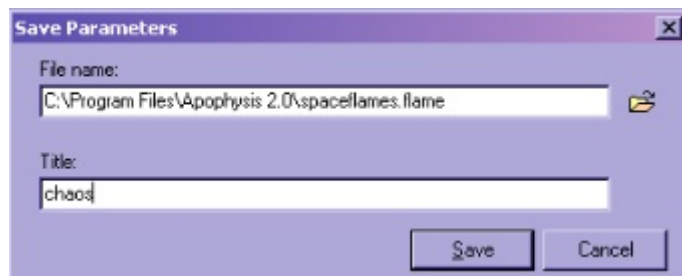 Save Parameters
File name:
C:\Program Files\Apophysis 2.0\spaceflames.flame
Title:
chaos
Save Cancel